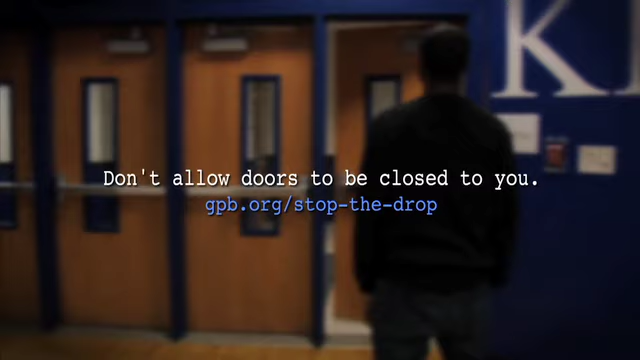 Don't allow doors to be closed to you.
gpb.org/stop-the-drop
K